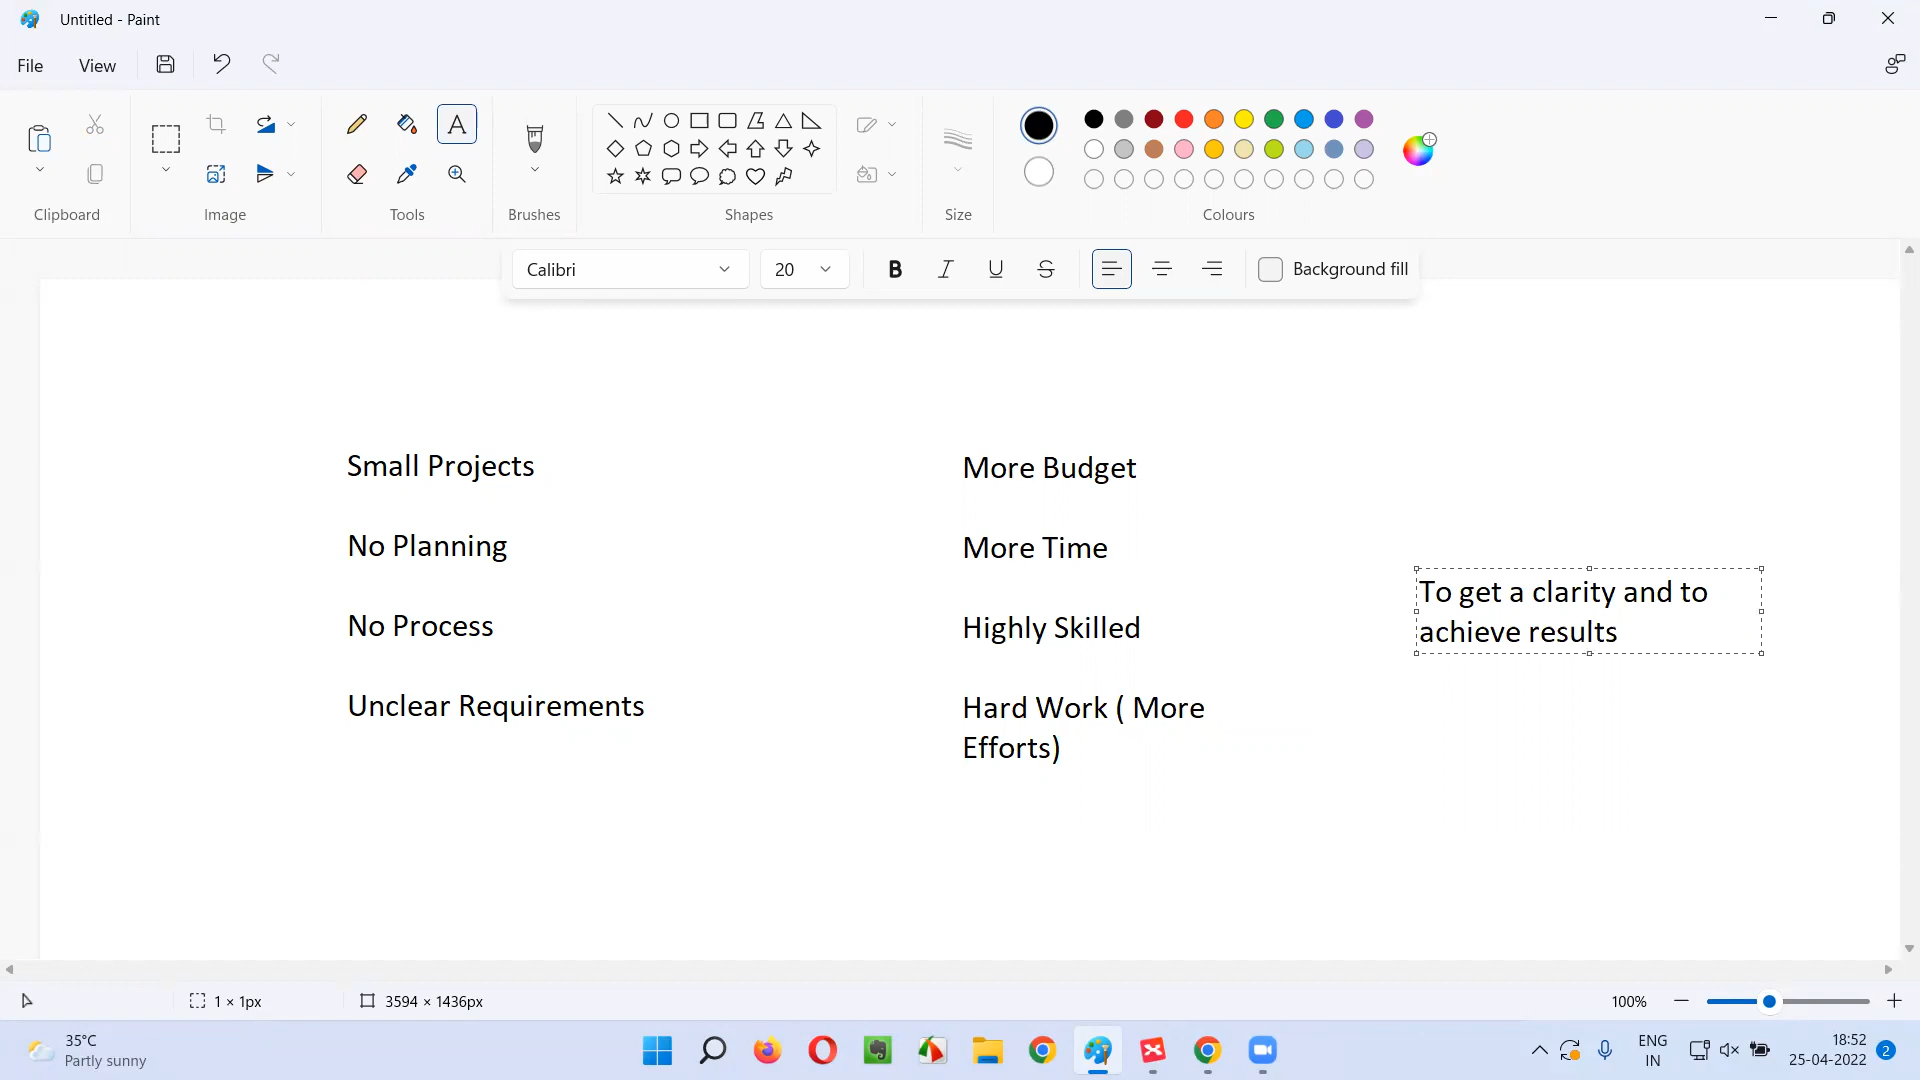 Untitled - Paint
File
View
Clipboard
Image
Tools
Brushes
Shapes
Size
Colours
Calibri
20
B
I
U
S
Background fill
Small Projects
No Planning
No Process
Unclear Requirements
More Budget
More Time
Highly Skilled
Hard Work ( More
Efforts)
To get a clarity and to
achieve results
1 × 1px
3594 × 1436px
100%
35°C
Partly sunny
ENG
IN
18:52
25-04-2022
2